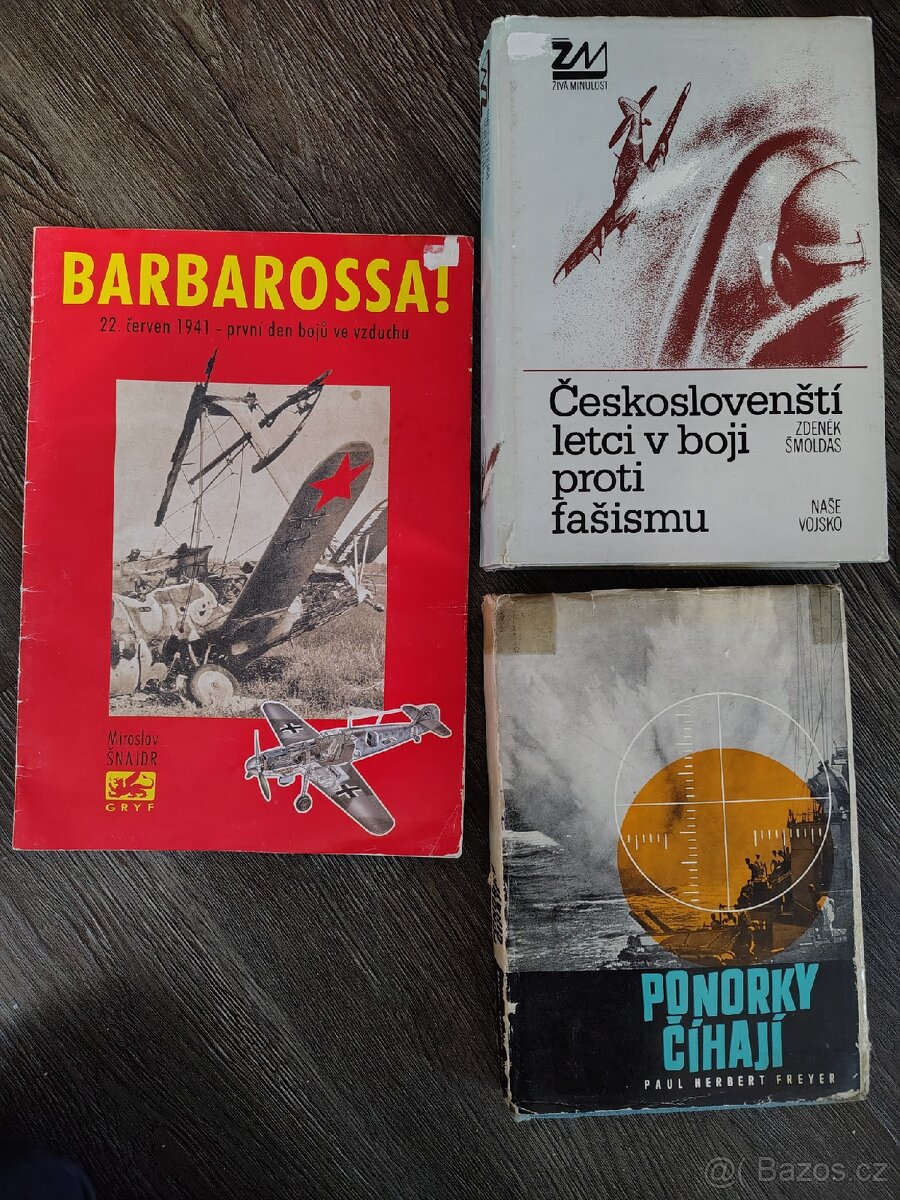 BARBAROSSA!
22. červen 1941 - první den bojů ve vzduchu
Miroslav
ŠNAJDR
GRYF
ŽM
ŽIVÁ MINULOST
Českoslovenští
letci v boji
proti
fašismu
ZDENĚK
ŠMOLDAS
NAŠE
VOJSKO
PONORKY
ČÍHAJÍ
PAUL HERBERT FREYER
@( Bazos.cz